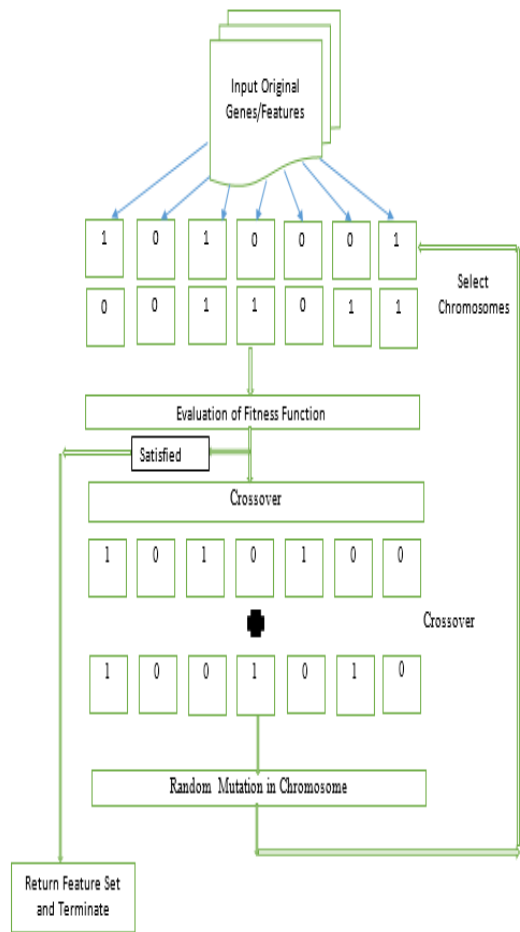 Input Original
Genes/Features
1 0 1 0 0 0 1
Select
Chromosomes
0 0 1 1 0 1 1
Evaluation of Fitness Function
Satisfied
Crossover
1 0 1 0 1 0 0
Crossover
1 0 0 1 0 1 0
Random Mutation in Chromosome
Return Feature Set
and Terminate